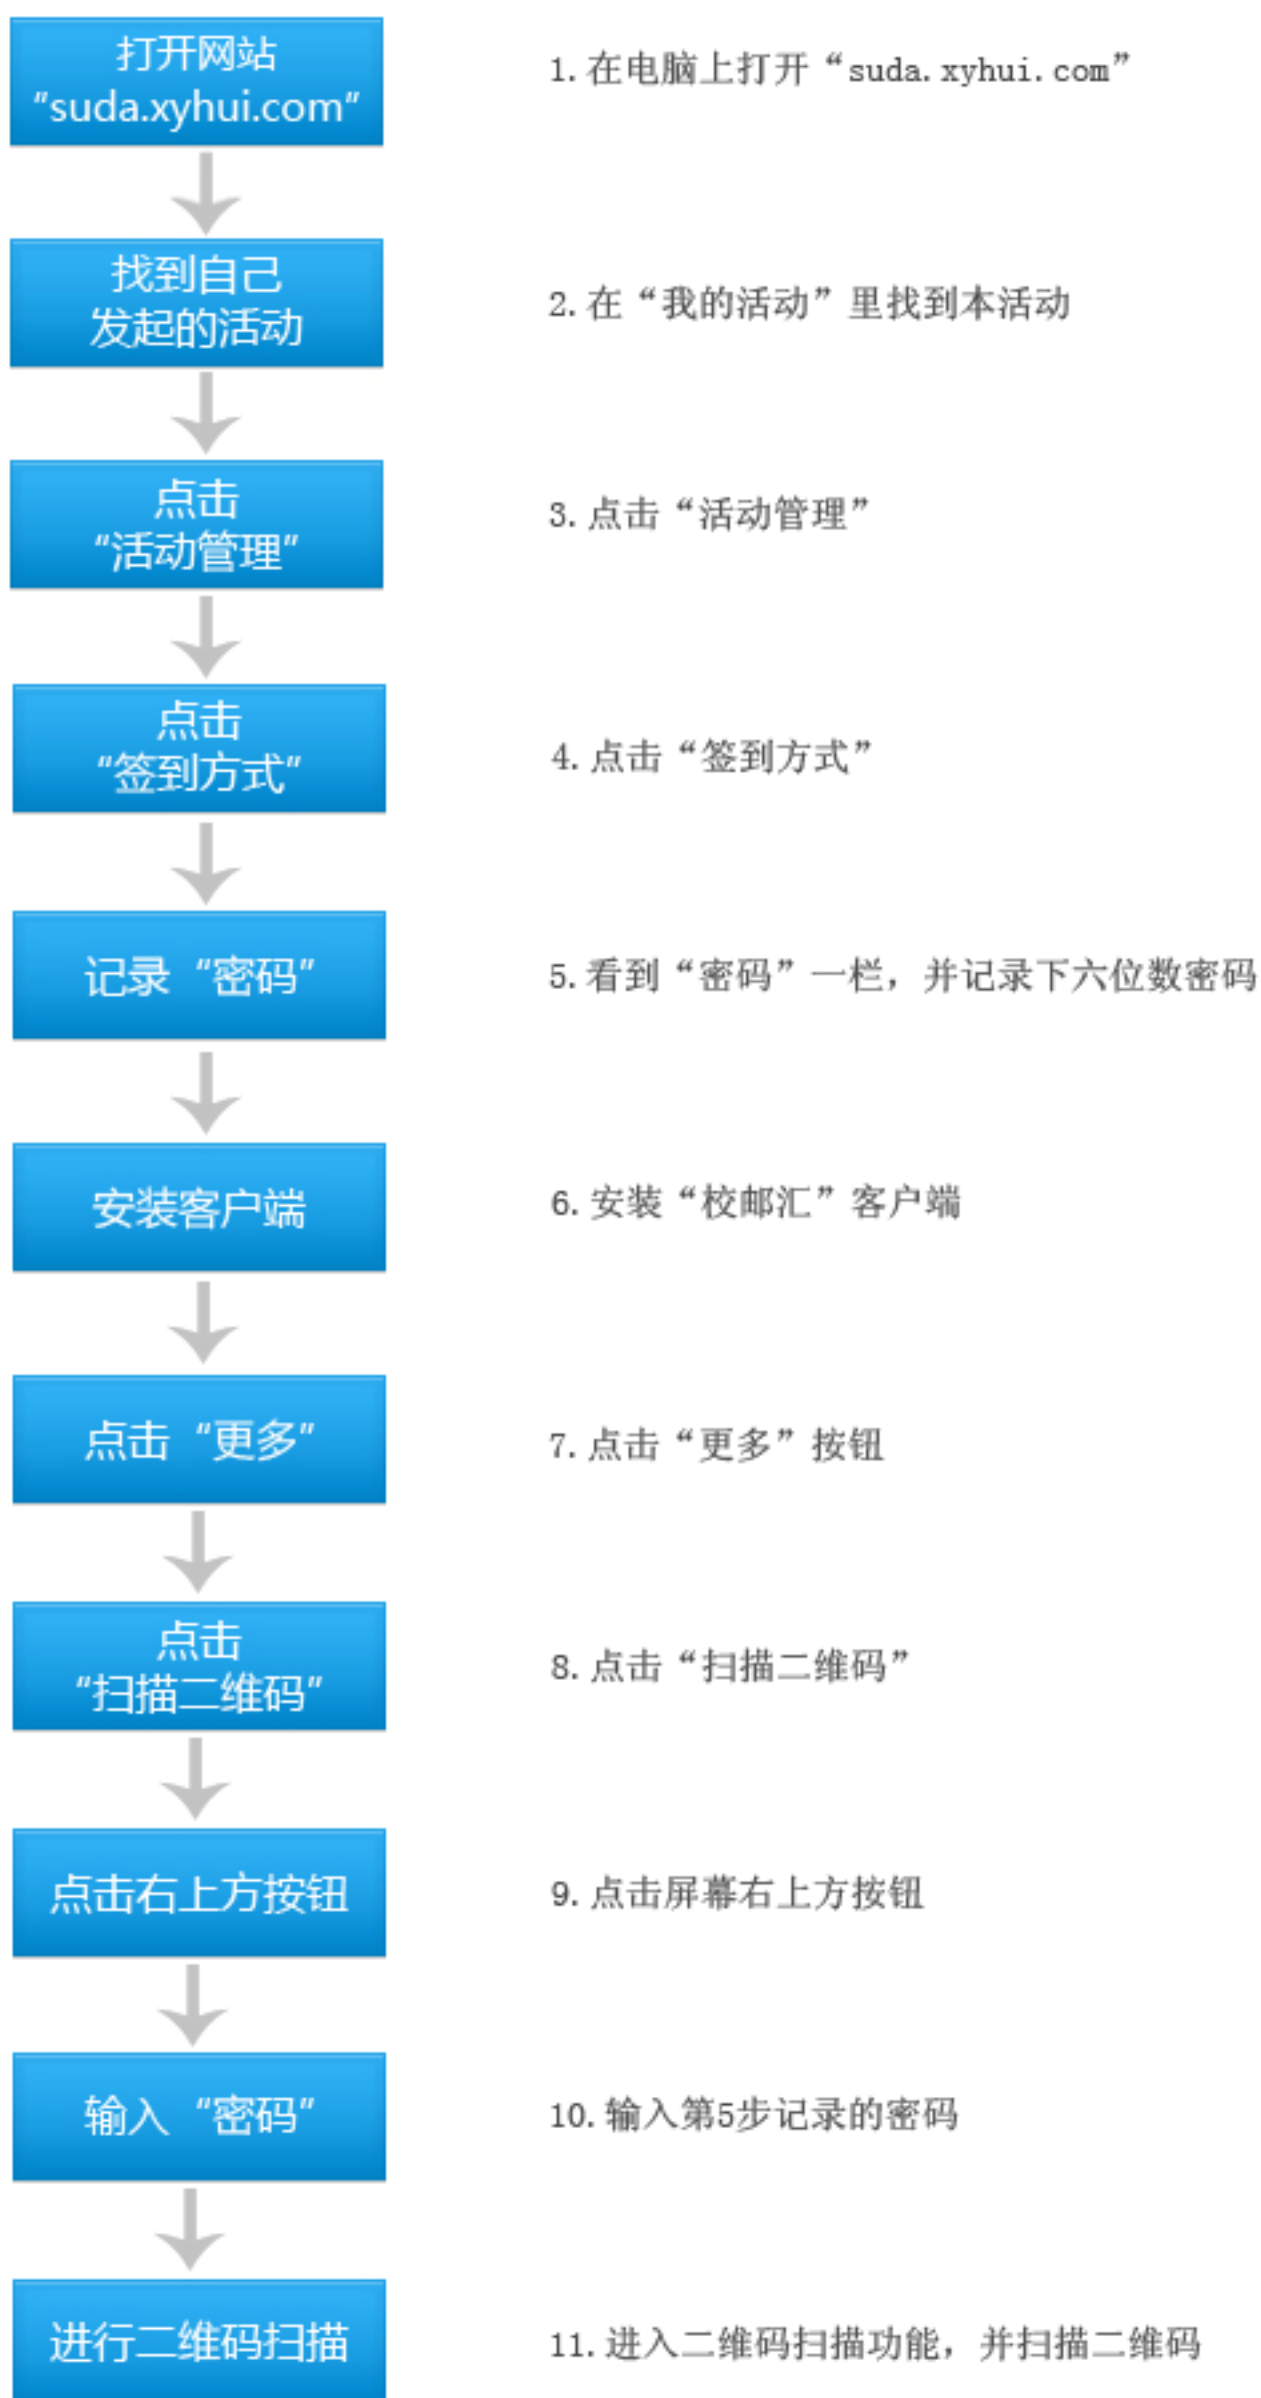 打开网站
“suda.xyhui.com”
1.在电脑上打开“suda.xyhui.com”
找到自己
发起的活动
2.在“我的活动”里找到本活动
点击
“活动管理”
3.点击“活动管理”
点击
“签到方式”
4.点击“签到方式”
记录“密码”
5.看到“密码”一栏，并记录下六位数密码
安装客户端
6.安装“校邮汇”客户端
点击“更多”
7.点击“更多”按钮
点击
“扫描二维码”
8.点击“扫描二维码”
点击右上方按钮
9.点击屏幕右上方按钮
输入“密码”
10.输入第5步记录的密码
进行二维码扫描
11.进入二维码扫描功能，并扫描二维码